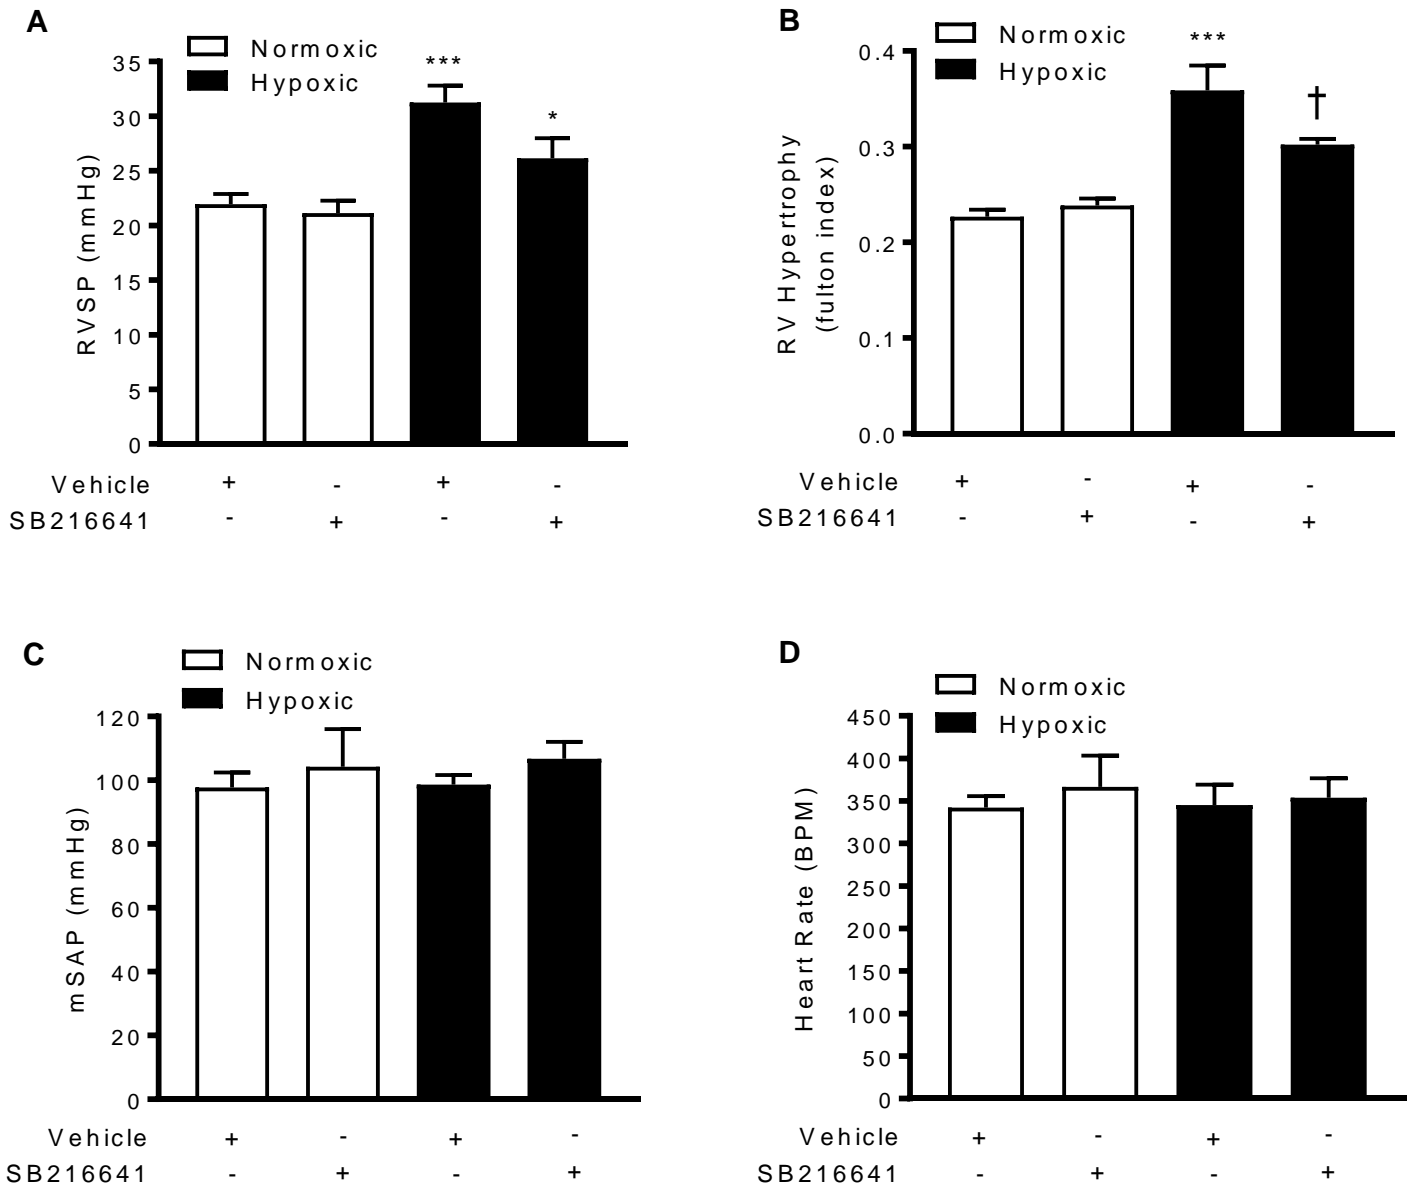 A
Normoxic
Hypoxic
***
*
35
30
25
20
15
10
5
0
RVSP (mmHg)
Vehicle + - + -
SB216641 - + - +
B
Normoxic
Hypoxic
***
†
0.4
0.3
0.2
0.1
0.0
RV Hypertrophy
(fulton index)
Vehicle + - + -
SB216641 - + - +
C
Normoxic
Hypoxic
120
100
80
60
40
20
0
mSAP (mmHg)
Vehicle + - + -
SB216641 - + - +
D
Normoxic
Hypoxic
450
400
350
300
250
200
150
100
50
0
Heart Rate (BPM)
Vehicle + - + -
SB216641 - + - +